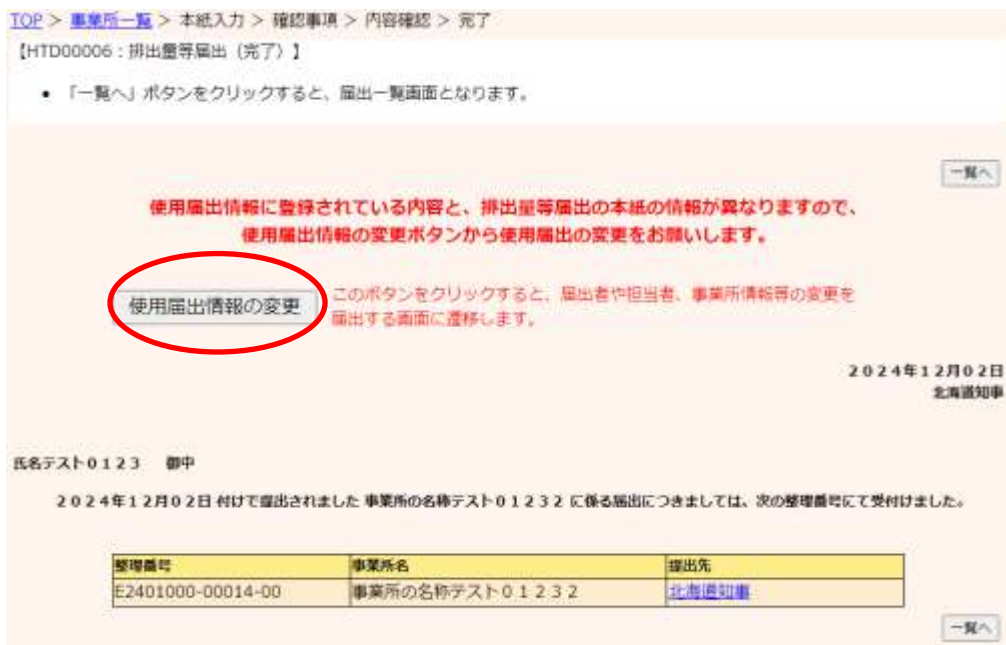 TOP > 事業所一覧 > 本紙入力 > 確認事項 > 内容確認 > 完了
【HTD00006：排出量等届出（完了）】
• 「一覧へ」ボタンをクリックすると、届出一覧画面となります。
一覧へ
使用届出情報に登録されている内容と、排出量等届出の本紙の情報が異なりますので、
使用届出情報の変更ボタンから使用届出の変更をお願いします。
使用届出情報の変更
このボタンをクリックすると、届出者や担当者、事業所情報等の変更を
届出する画面に遷移します。
２０２４年１２月０２日
北海道知事
氏名テスト０１２３　御中
２０２４年１２月０２日 付けで提出されました 事業所の名称テスト０１２３２ に係る届出につきましては、次の整理番号にて受付けました。
整理番号 事業所名 提出先
E2401000-00014-00 事業所の名称テスト０１２３２ 北海道知事
一覧へ